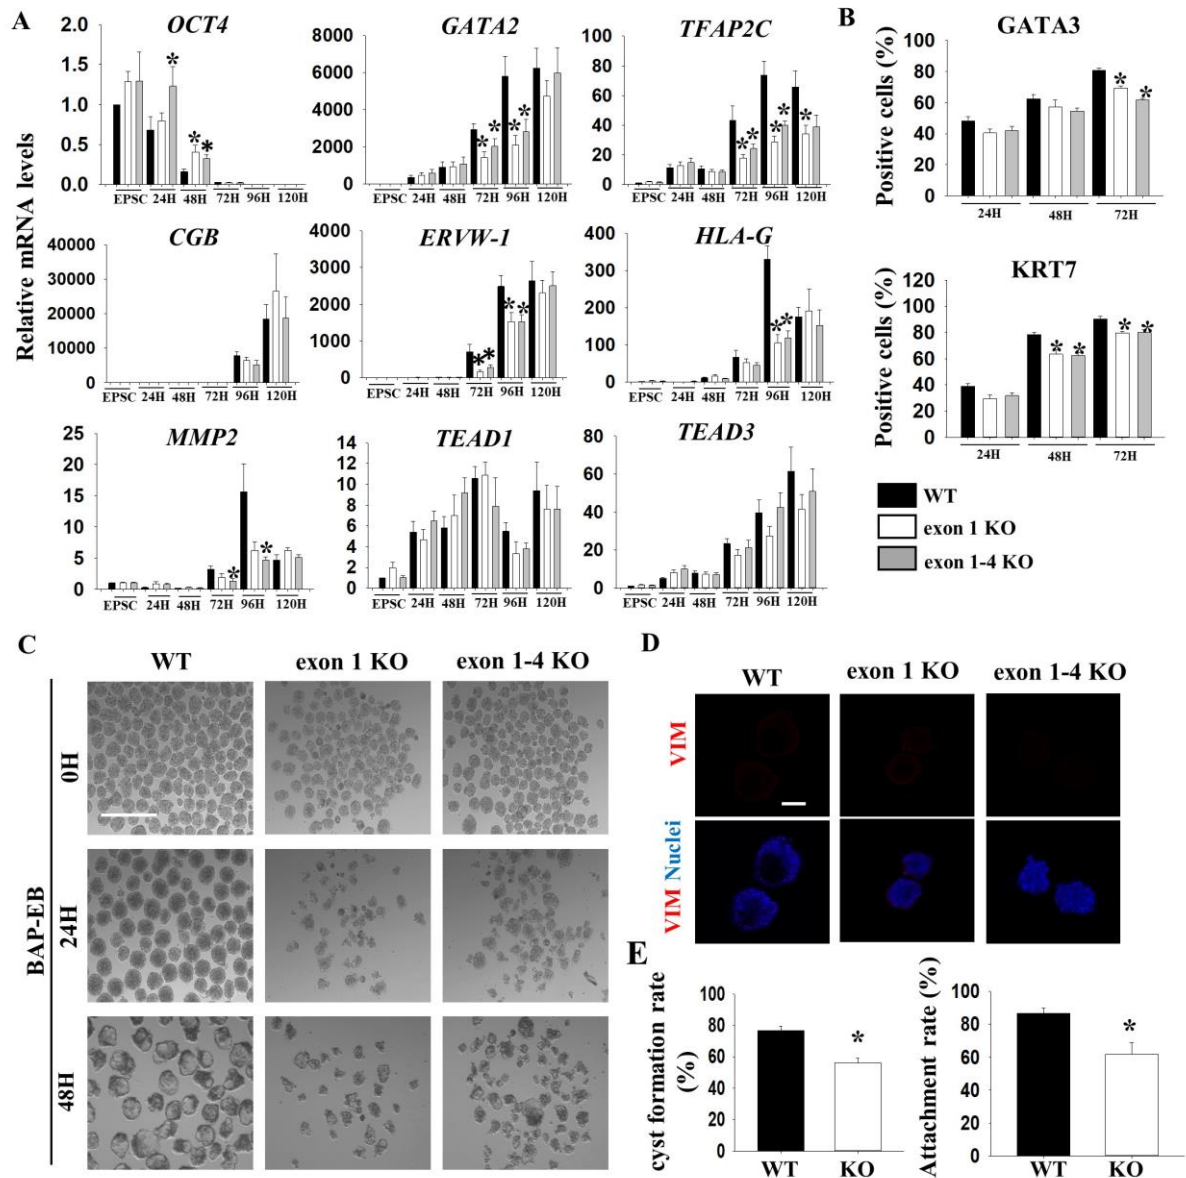 A
OCT4
GATA2
TFAP2C
Relative mRNA levels
2.0
1.5
1.0
0.5
0.0
EPSC 24H 48H 72H 96H 120H
8000
6000
4000
2000
0
EPSC 24H 48H 72H 96H 120H
100
80
60
40
20
0
EPSC 24H 48H 72H 96H 120H
* * *
* * * *
* * * * *
CGB
ERVW-1
HLA-G
40000
30000
20000
10000
0
EPSC 24H 48H 72H 96H 120H
4000
3000
2000
1000
0
EPSC 24H 48H 72H 96H 120H
400
300
200
100
0
EPSC 24H 48H 72H 96H 120H
* * * *
* *
MMP2
TEAD1
TEAD3
25
20
15
10
5
0
EPSC 24H 48H 72H 96H 120H
14
12
10
8
6
4
2
0
EPSC 24H 48H 72H 96H 120H
80
60
40
20
0
EPSC 24H 48H 72H 96H 120H
* *
B
GATA3
Positive cells (%)
100
80
60
40
20
0
24H 48H 72H
* *
KRT7
Positive cells (%)
100
80
60
40
20
0
24H 48H 72H
* * * *
WT
exon 1 KO
exon 1-4 KO
C
WT exon 1 KO exon 1-4 KO
BAP-EB
0H
24H
48H
D
WT exon 1 KO exon 1-4 KO
VIM
VIM Nuclei
E
cyst formation rate
(%)
100
80
60
40
20
0
*
WT KO
Attachment rate (%)
100
80
60
40
20
0
*
WT KO